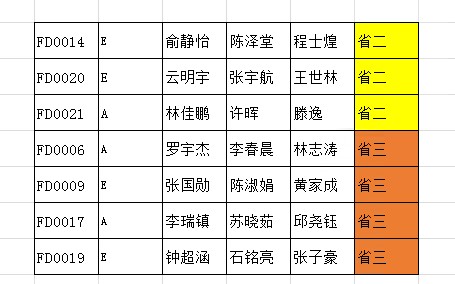 FD0014 E 俞静怡 陈泽堂 程士煌 省二
FD0020 E 云明宇 张宇航 王世林 省二
FD0021 A 林佳鹏 许晖 滕逸 省二
FD0006 A 罗宇杰 李春晨 林志涛 省三
FD0009 E 张国勋 陈淑娟 黄家成 省三
FD0017 A 李瑞镇 苏晓茹 邱尧钰 省三
FD0019 E 钟超涵 石铭亮 张子豪 省三